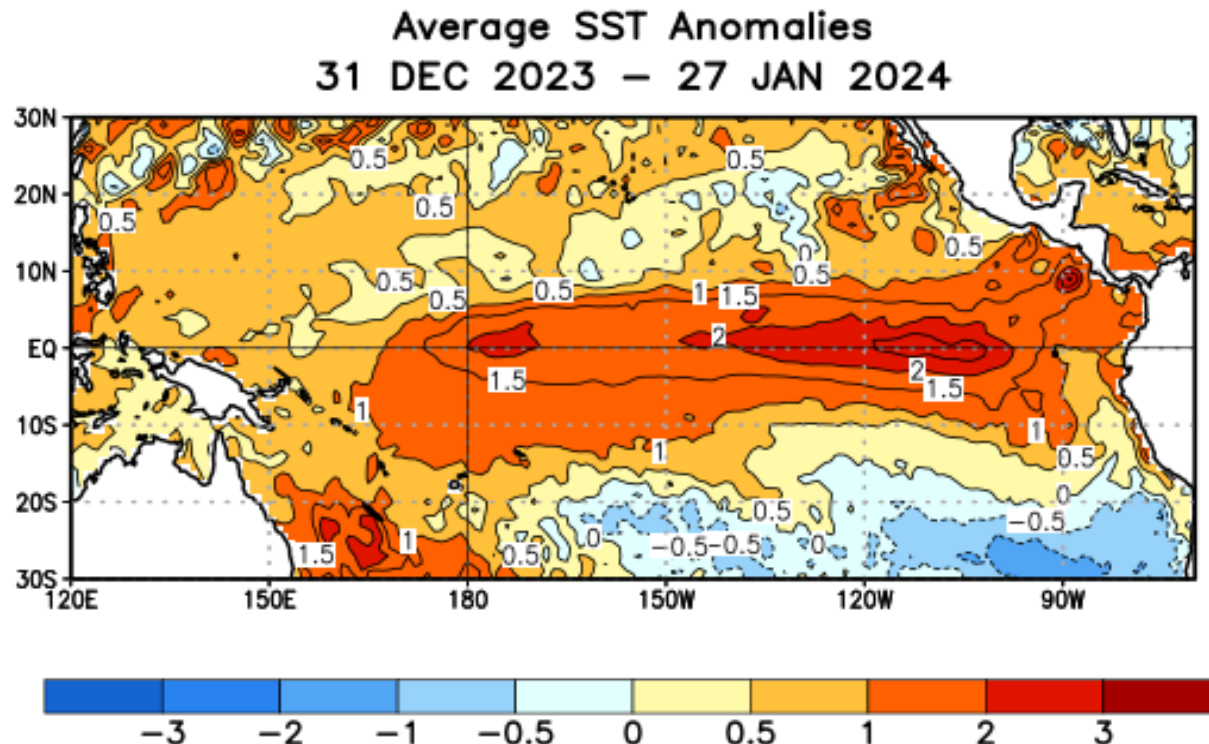 Average SST Anomalies
31 DEC 2023 – 27 JAN 2024
30N
0.5 0.5
20N
0.5 0.5
0.5
0
10N 0.5 0.5
0.5 0.5 1 1.5
2
EQ
1.5 2
1.5
1
10S 1
1 0.5
20S 0
0.5 -0.5
1 0 -0.5 -0.5 0
1.5 0.5
30S
120E 150E 180 150W 120W 90W
-3 -2 -1 -0.5 0 0.5 1 2 3